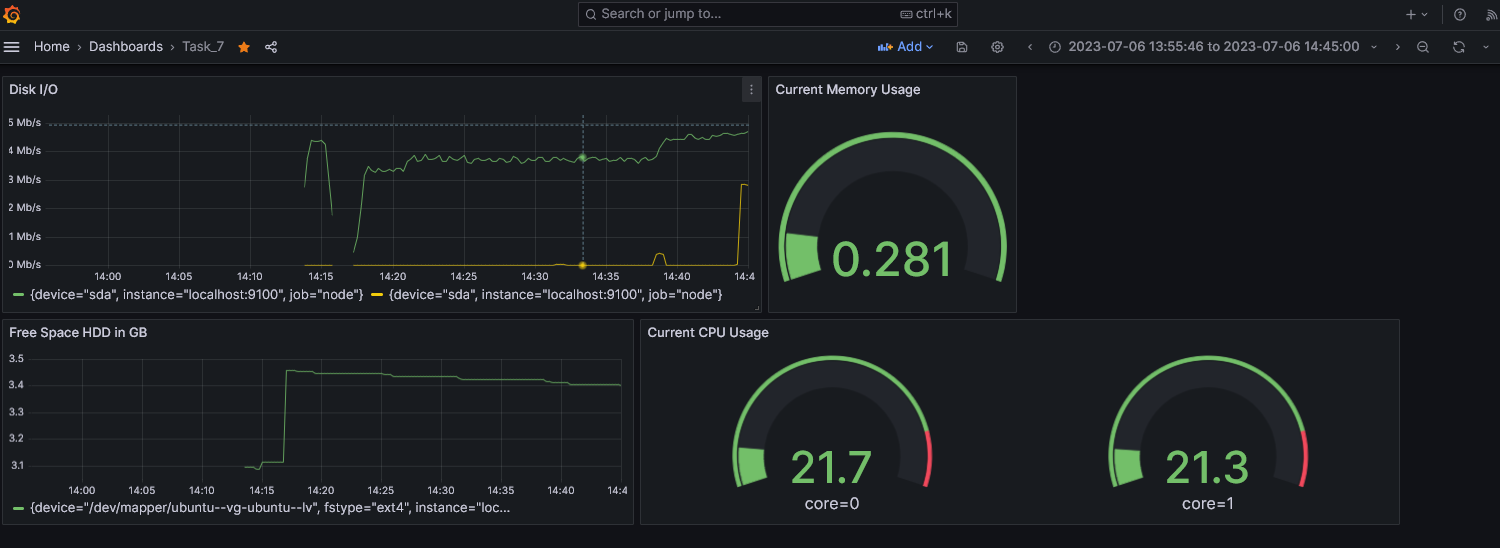 Search or jump to... ctrl+k
Home > Dashboards > Task_7 Add 2023-07-06 13:55:46 to 2023-07-06 14:45:00
Disk I/O
5 Mb/s
4 Mb/s
3 Mb/s
2 Mb/s
1 Mb/s
0 Mb/s
14:00 14:05 14:10 14:15 14:20 14:25 14:30 14:35 14:40 14:4
{device="sda", instance="localhost:9100", job="node"} {device="sda", instance="localhost:9100", job="node"}
Current Memory Usage
0.281
Free Space HDD in GB
3.5
3.4
3.3
3.2
3.1
14:00 14:05 14:10 14:15 14:20 14:25 14:30 14:35 14:40 14:4
{device="/dev/mapper/ubuntu--vg-ubuntu--lv", fstype="ext4", instance="loc...
Current CPU Usage
21.7 21.3
core=0 core=1